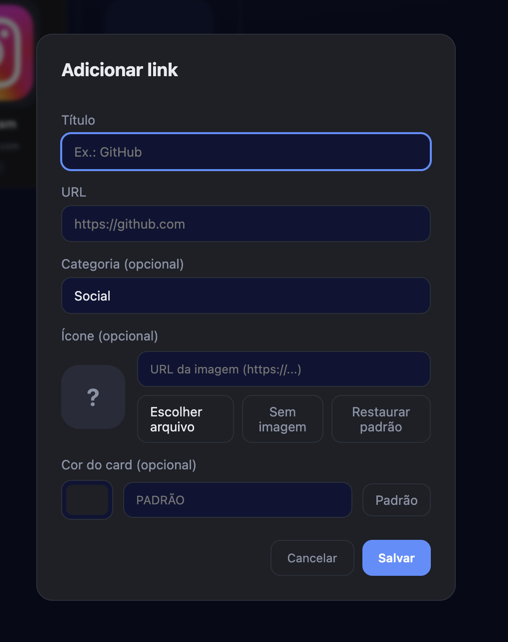 Adicionar link
Título
Ex.: GitHub
URL
https://github.com
Categoria (opcional)
Social
Ícone (opcional)
?
URL da imagem (https://...)
Escolher
arquivo
Sem
imagem
Restaurar
padrão
Cor do card (opcional)
PADRÃO
Padrão
Cancelar
Salvar